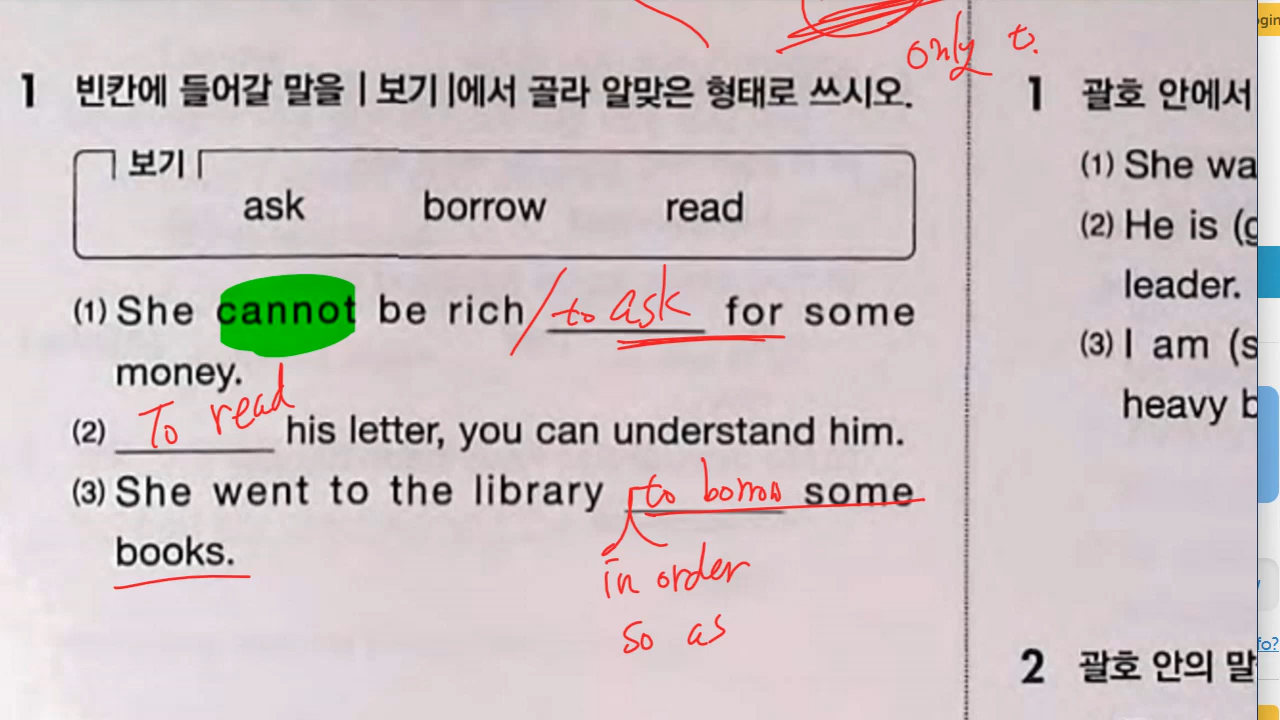 only to
1 빈칸에 들어갈 말을 | 보기 |에서 골라 알맞은 형태로 쓰시오.
| 보기 |
ask borrow read
(1) She cannot be rich / to ask for some
money.
(2) To read his letter, you can understand him.
(3) She went to the library to borrow some
books.
in order
so as
1 괄호 안에서
(1) She wa
(2) He is (g
leader.
(3) I am (s
heavy b
2 괄호 안의 말
gin
fo?